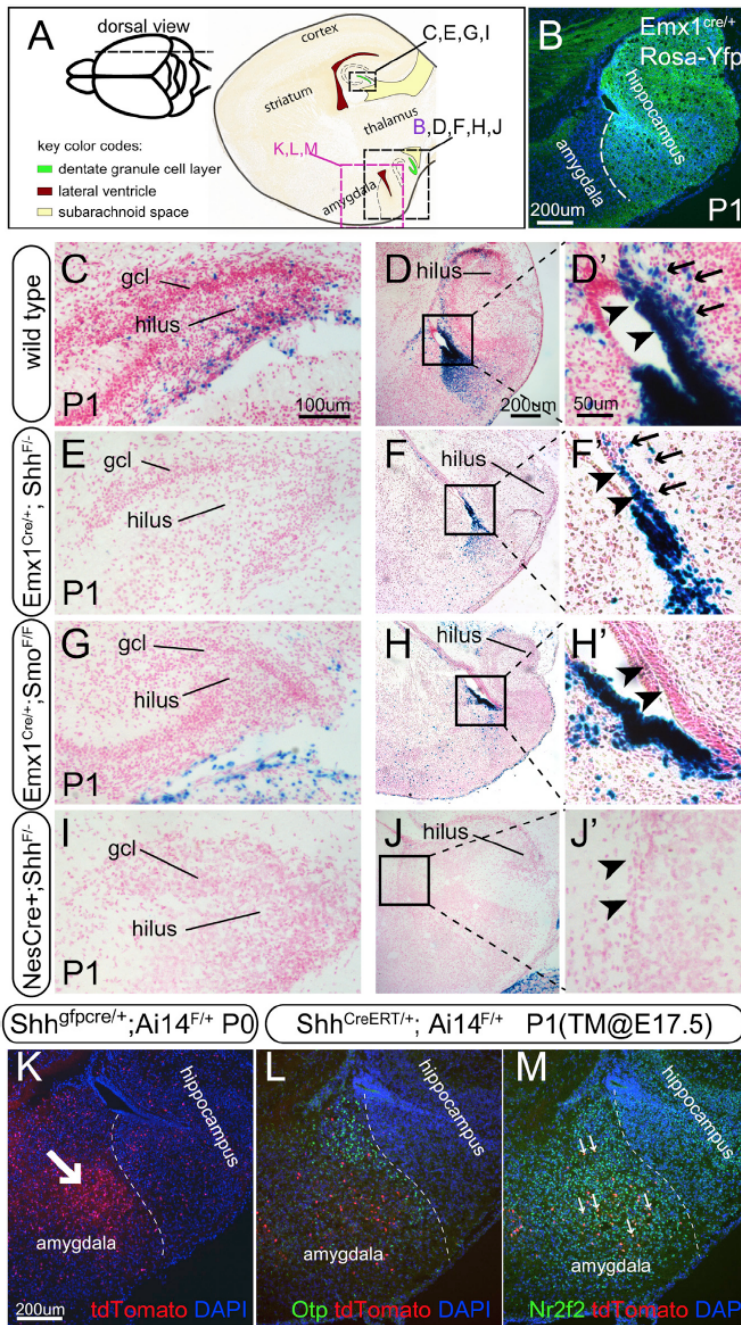 A
dorsal view
cortex
striatum
thalamus
amygdala
C,E,G,I
B,D,F,H,J
K,L,M
key color codes:
dentate granule cell layer
lateral ventricle
subarachnoid space
B
Emx1cre/+
Rosa-Yfp
hippocampus
amygdala
200um
P1
wild type
C
gcl
hilus
P1
100um
D
hilus
200um
D'
50um
Emx1Cre/+; ShhF/-
E
gcl
hilus
P1
F
hilus
F'
Emx1Cre/+;SmoF/F
G
gcl
hilus
P1
H
hilus
H'
NesCre+;ShhF/-
I
gcl
hilus
P1
J
hilus
J'
Shhgfpcre/+;Ai14F/+ P0
ShhCreERT/+; Ai14F/+ P1(TM@E17.5)
K
hippocampus
amygdala
200um
tdTomato DAPI
L
hippocampus
amygdala
Otp tdTomato DAPI
M
hippocampus
amygdala
Nr2f2 tdTomato DAPI